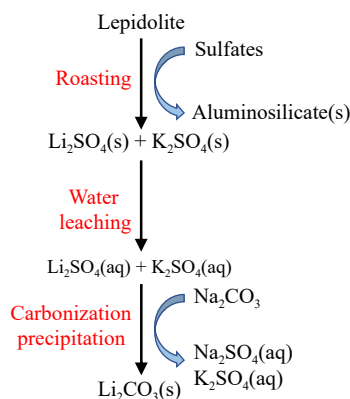 Lepidolite
Sulfates
Roasting
Aluminosilicate(s)
Li₂SO₄(s) + K₂SO₄(s)
Water
leaching
Li₂SO₄(aq) + K₂SO₄(aq)
Na₂CO₃
Carbonization
precipitation
Na₂SO₄(aq)
K₂SO₄(aq)
Li₂CO₃(s)